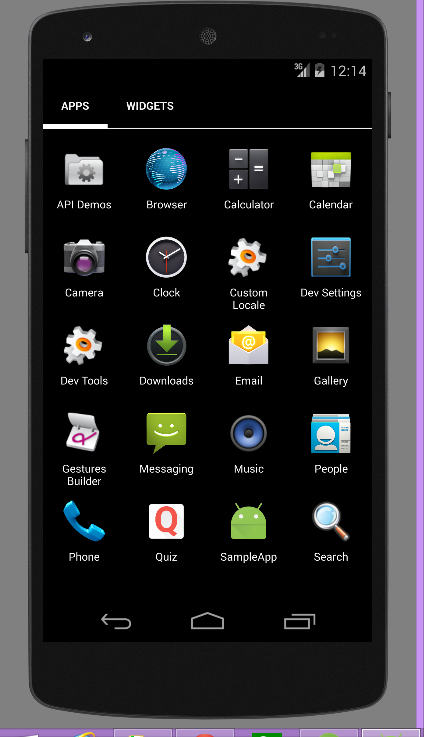 3G 12:14
APPS WIDGETS
API Demos Browser Calculator Calendar
Camera Clock Custom Locale Dev Settings
Dev Tools Downloads Email Gallery
Gestures Builder Messaging Music People
Phone Quiz SampleApp Search